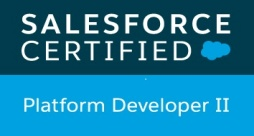 SALESFORCE
CERTIFIED
Platform Developer II